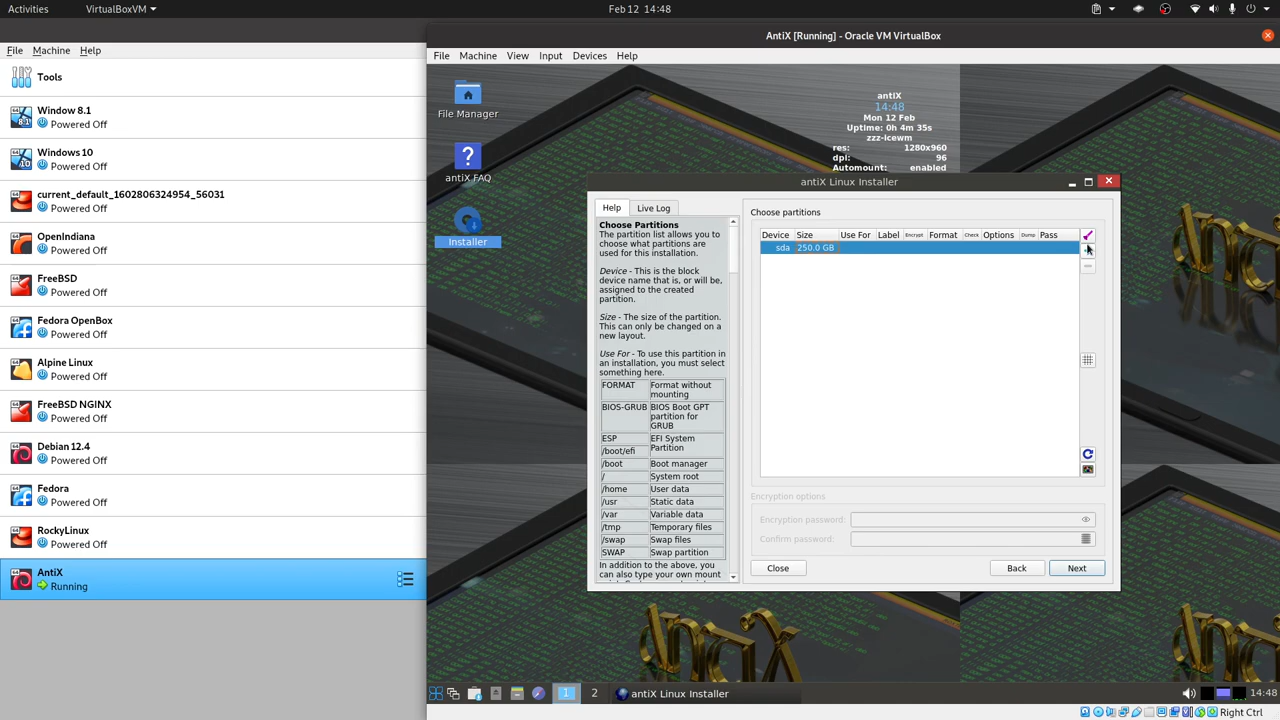 Activities
VirtualBoxVM
Feb 12 14:48
File Machine Help
Tools
Window 8.1
Powered Off
Windows 10
Powered Off
current_default_1602806324954_56031
Powered Off
OpenIndiana
Powered Off
FreeBSD
Powered Off
Fedora OpenBox
Powered Off
Alpine Linux
Powered Off
FreeBSD NGINX
Powered Off
Debian 12.4
Powered Off
Fedora
Powered Off
RockyLinux
Powered Off
AntiX
Running
AntiX [Running] - Oracle VM VirtualBox
File Machine View Input Devices Help
File Manager
antiX FAQ
Installer
antiX
14:48
Mon 12 Feb
Uptime: 0h 4m 35s
zzz-icewm
res: 1280x960
dpi: 96
Automount: enabled
antiX Linux Installer
Help Live Log
Choose Partitions
The partition list allows you to
choose what partitions are
used for this installation.
Device - This is the block
device name that is, or will be,
assigned to the created
partition.
Size - The size of the partition.
This can only be changed on a
new layout.
Use For - To use this partition in
an installation, you must select
something here.
FORMAT Format without
mounting
BIOS-GRUB BIOS Boot GPT
partition for
GRUB
ESP EFI System
/boot/efi Partition
/boot Boot manager
/ System root
/home User data
/usr Static data
/var Variable data
/tmp Temporary files
/swap Swap files
SWAP Swap partition
In addition to the above, you
can also type your own mount
Choose partitions
Device Size Use For Label Encrypt Format Check Options Dump Pass
sda 250.0 GB
Encryption options
Encryption password:
Confirm password:
Close Back Next
1 2 antiX Linux Installer 14:48
Right Ctrl